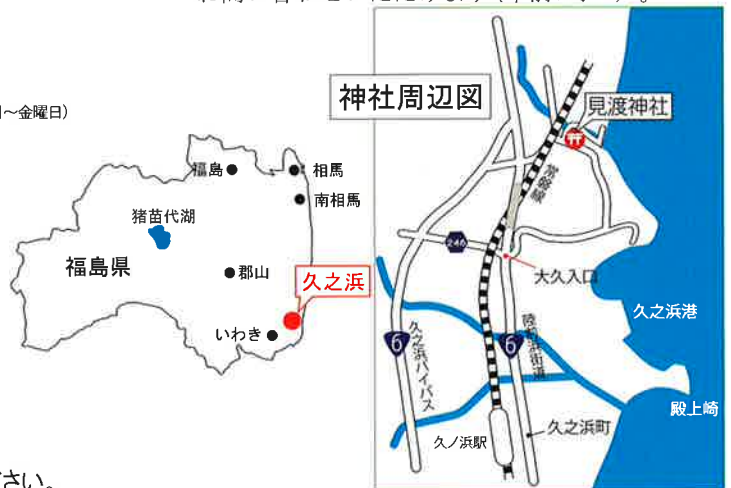 ～金曜日）
神社周辺図
見渡神社
常磐線
246
大久入口
久之浜港
6
久之浜バイパス
6
陸前浜街道
殿上崎
久之浜町
久ノ浜駅
福島
相馬
南相馬
猪苗代湖
福島県
郡山
久之浜
いわき
さい。